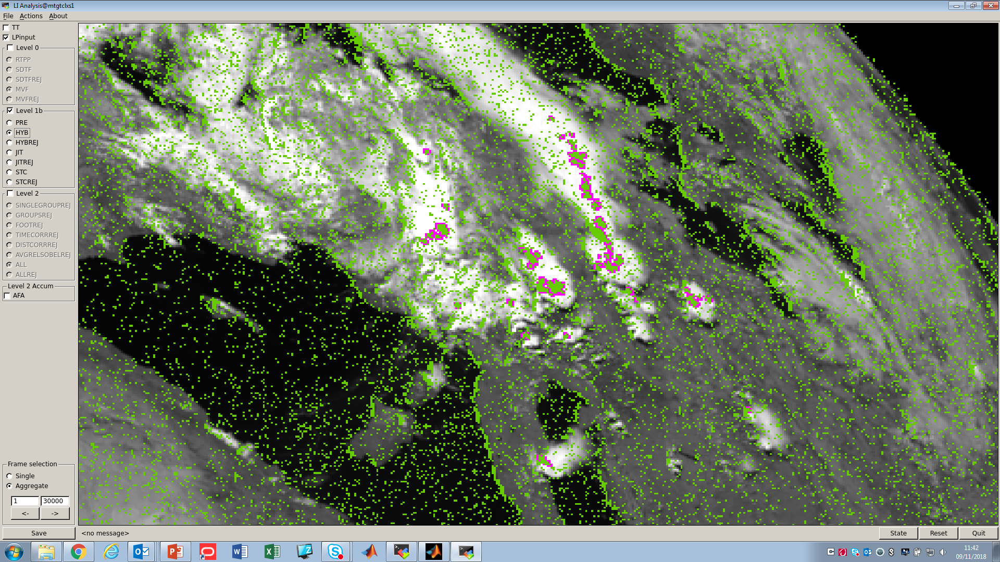 LI Analysis@mtgtclxs1
File Actions About
TT
LPinput
Level 0
RTPP
SDTF
SDTFREJ
MVF
MVFREJ
Level 1b
PRE
HYB
HYBREJ
JIT
JITREJ
STC
STCREJ
Level 2
SINGLEGROUPREJ
GROUPSREJ
FOOTREJ
TIMECORRREJ
DISTCORRREJ
AVGRELSOBELREJ
ALL
ALLREJ
Level 2 Accum
AFA
Frame selection
Single
Aggregate
1 30000
<- ->
Save <no message> State Reset Quit
11:42
09/11/2018